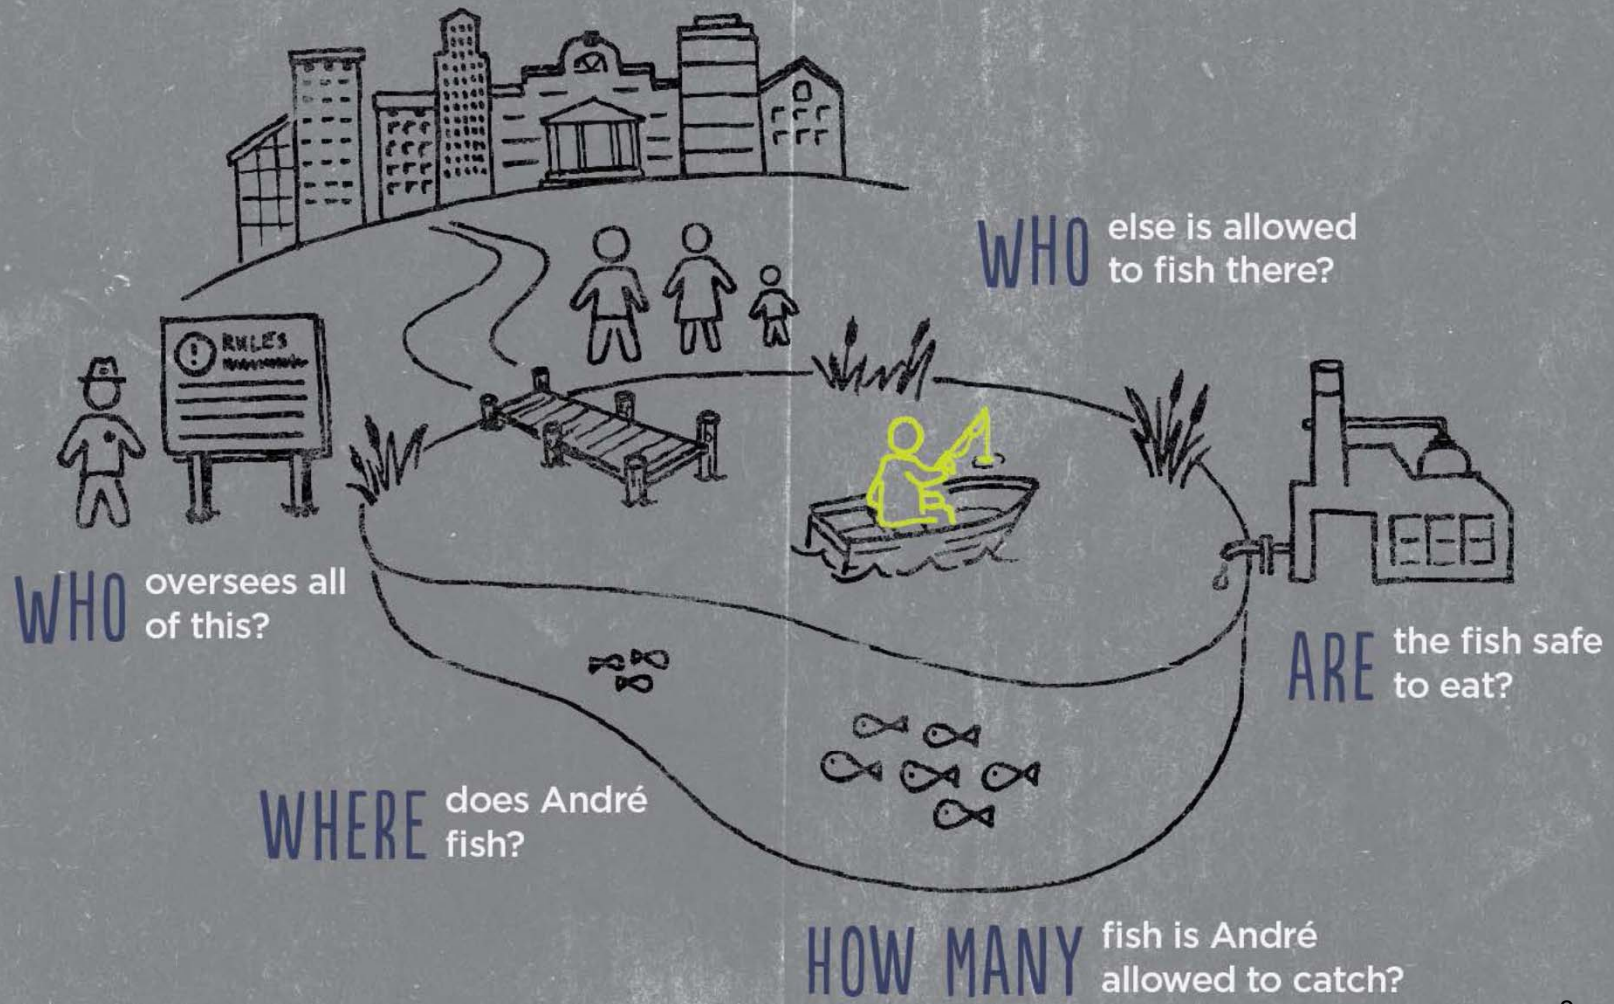 WHO else is allowed
to fish there?
! RULES
WHO oversees all
of this?
ARE the fish safe
to eat?
WHERE does André
fish?
HOW MANY fish is André
allowed to catch?